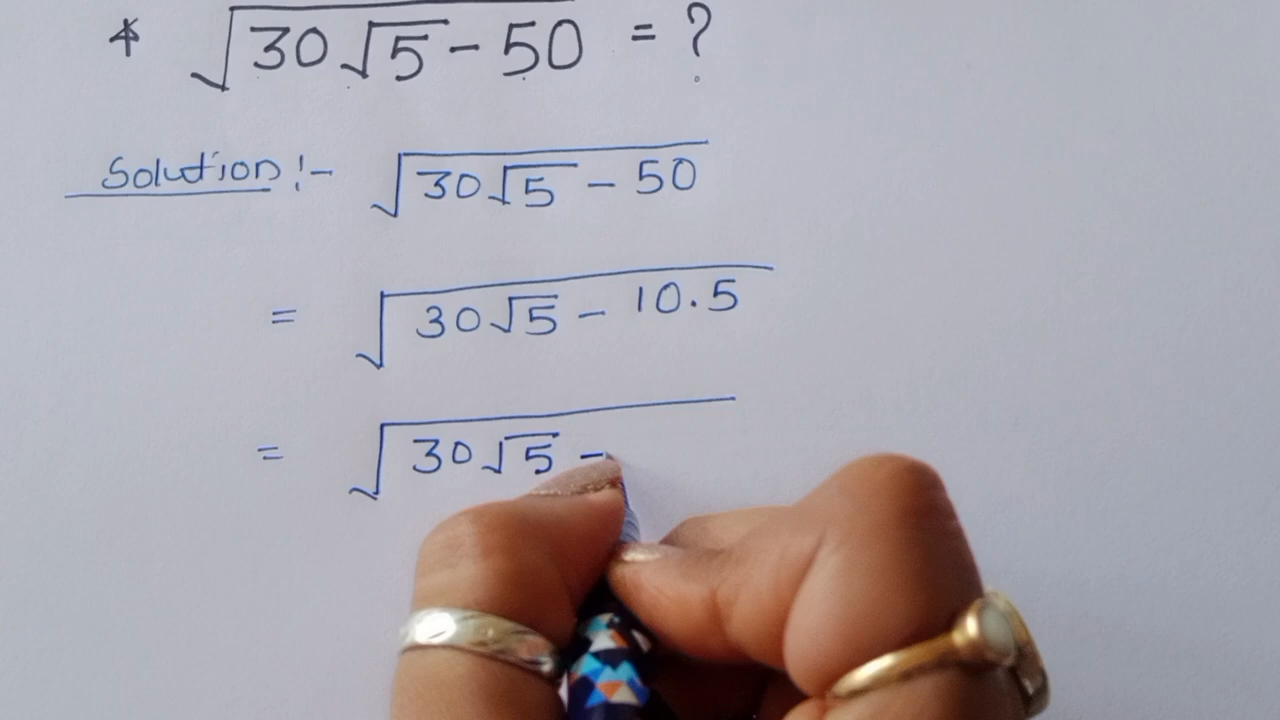 * √(30√5 - 50) = ?
Solution :- √(30√5 - 50)
= √(30√5 - 10.5)
= √(30√5 -